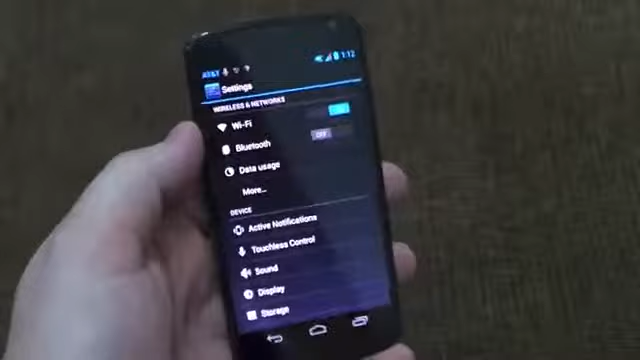 AT&T 1:12
Settings
WIRELESS & NETWORKS
Wi-Fi
Bluetooth OFF
Data usage
More...
DEVICE
Active Notifications
Touchless Control
Sound
Display
Storage